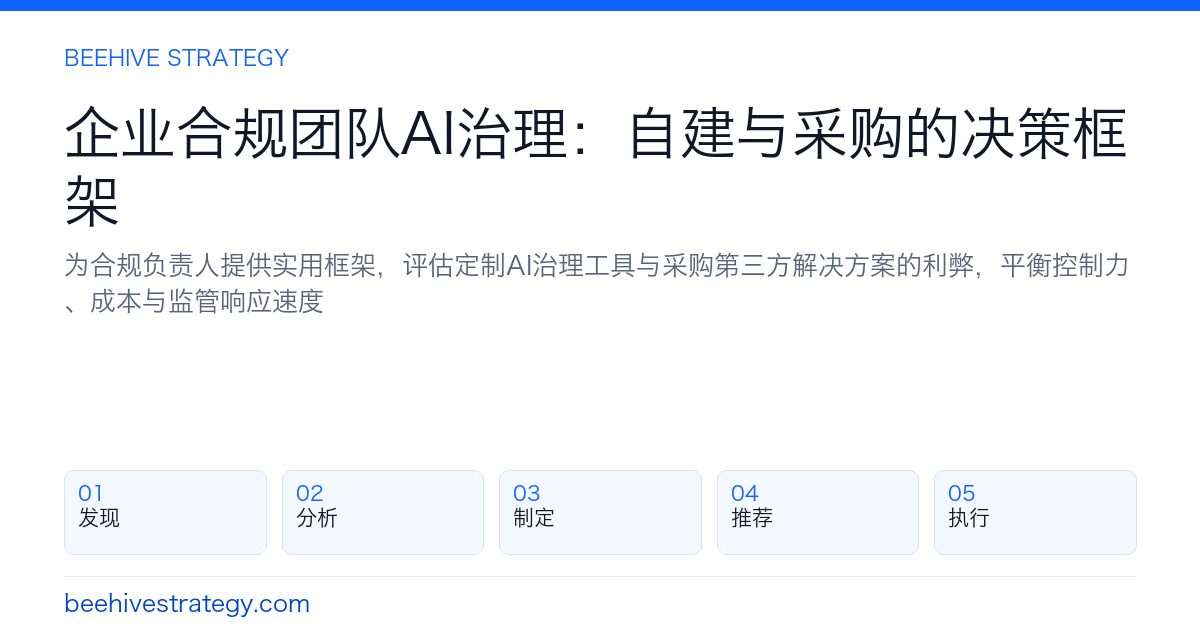 BEEHIVE STRATEGY
企业合规团队AI治理：自建与采购的决策框
架
为合规负责人提供实用框架，评估定制AI治理工具与采购第三方解决方案的利弊，平衡控制力
、成本与监管响应速度
01
发现
02
分析
03
制定
04
推荐
05
执行
beehivestrategy.com